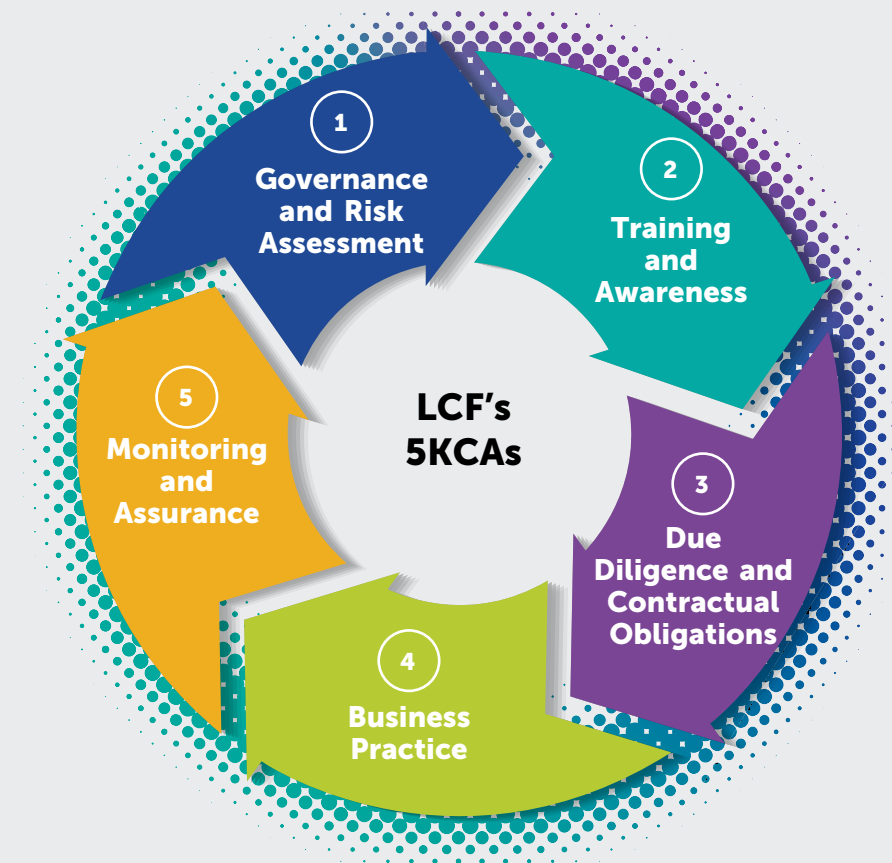 1
Governance
and Risk
Assessment
2
Training
and
Awareness
3
Due
Diligence and
Contractual
Obligations
4
Business
Practice
5
Monitoring
and
Assurance
LCF's
5KCAs